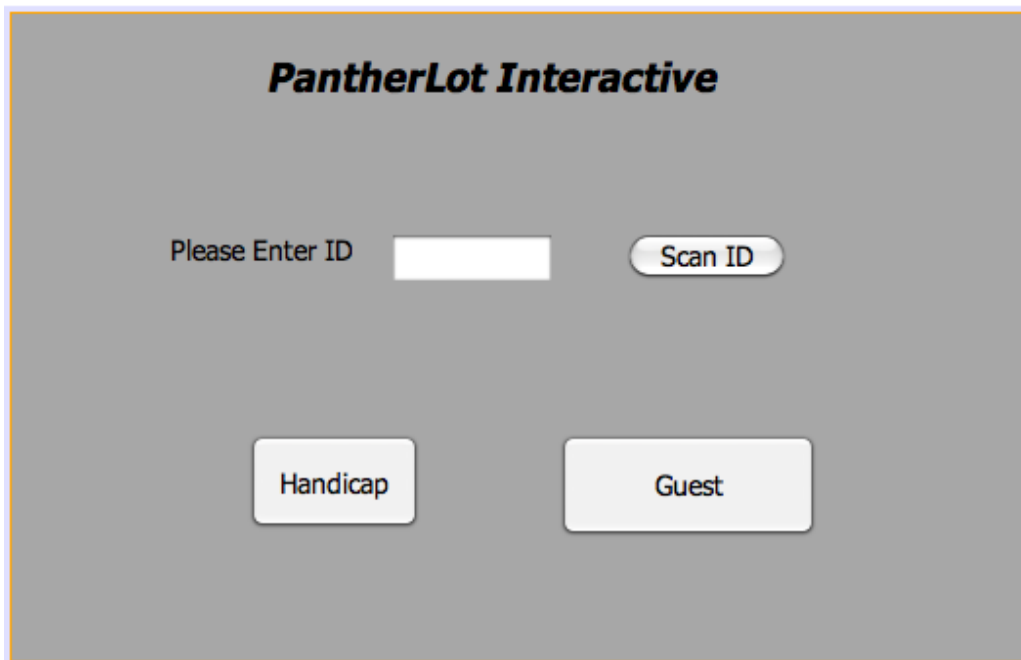 PantherLot Interactive
Please Enter ID
Scan ID
Handicap
Guest